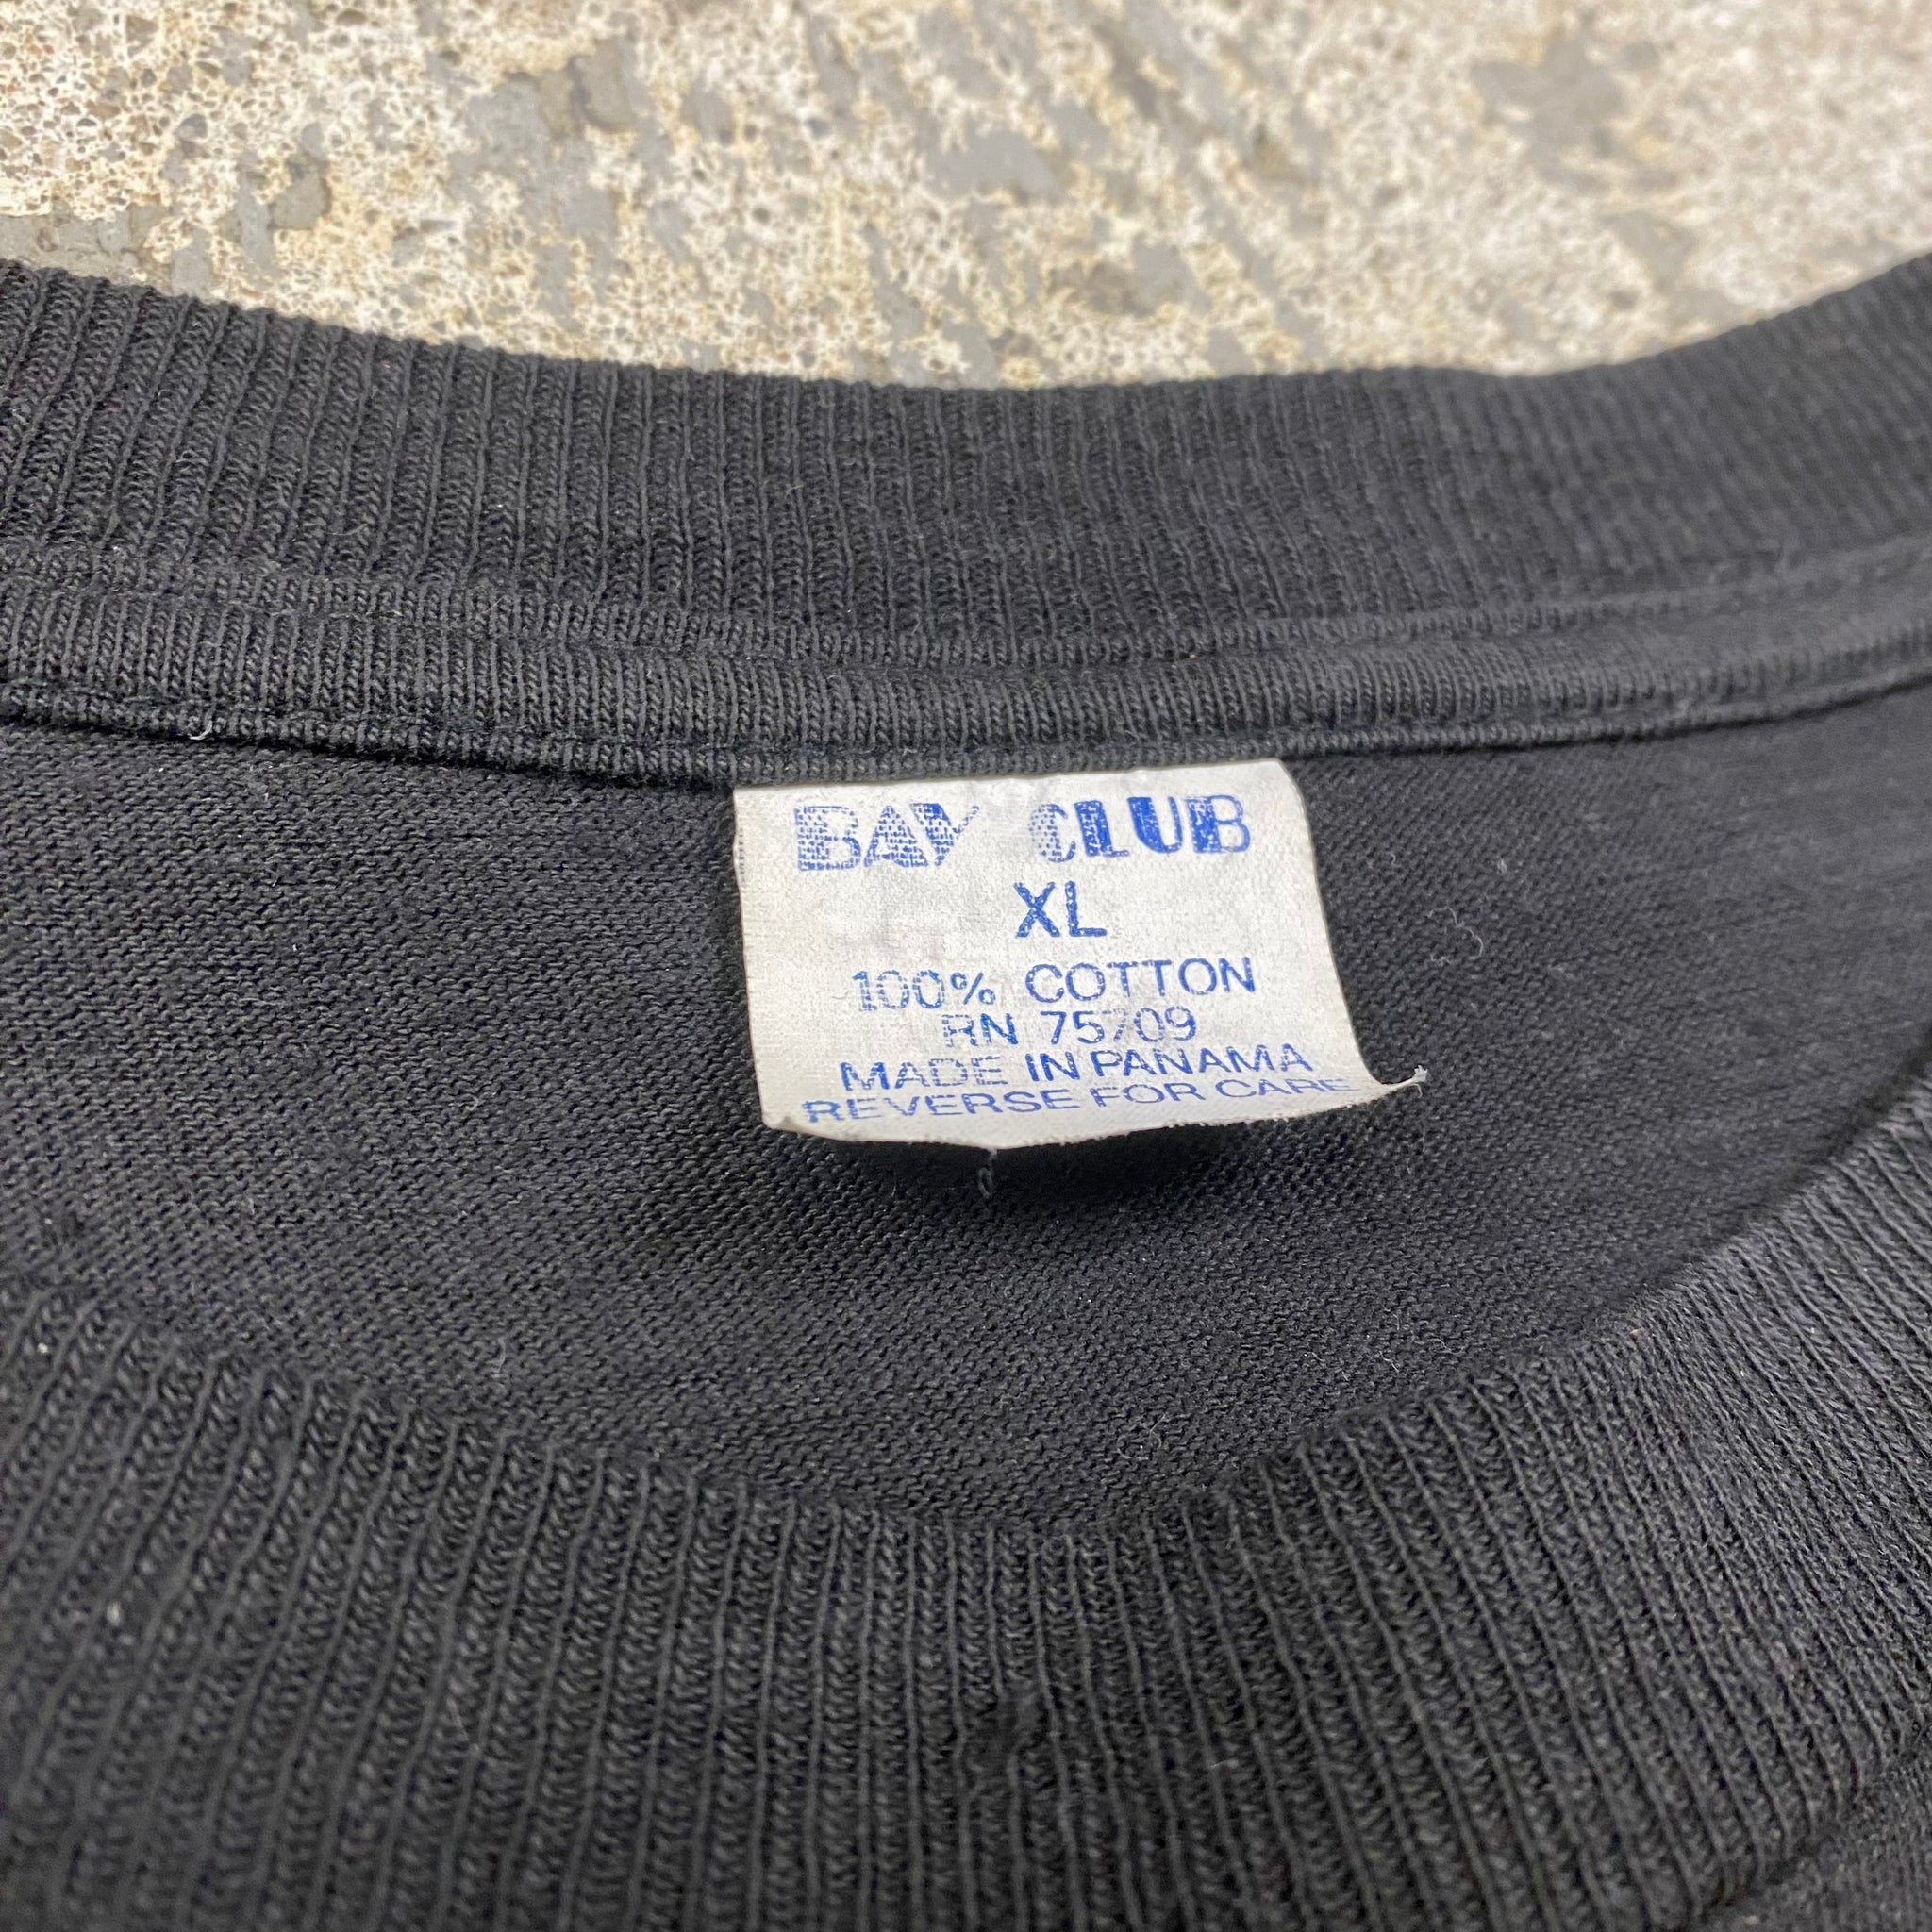 BAY CLUB
XL
100% COTTON
RN 75709
MADE IN PANAMA
REVERSE FOR CARE